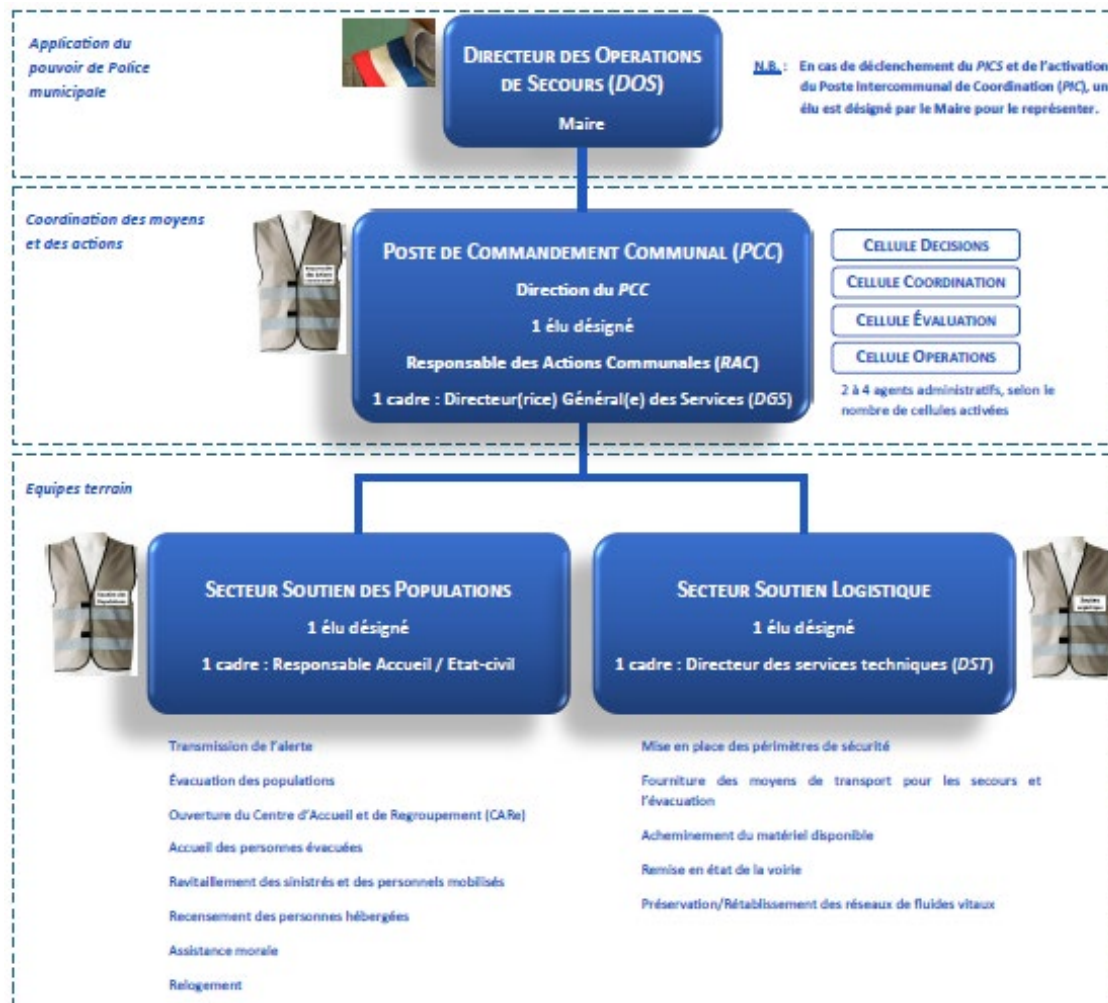 Application du
pouvoir de Police
municipale
DIRECTEUR DES OPERATIONS
DE SECOURS (DOS)
Maire
N.B. : En cas de déclenchement du PICS et de l'activation
du Poste Intercommunal de Coordination (PIC), un
élu est désigné par le Maire pour le représenter.
Coordination des moyens
et des actions
POSTE DE COMMANDEMENT COMMUNAL (PCC)
Direction du PCC
1 élu désigné
Responsable des Actions Communales (RAC)
1 cadre : Directeur(rice) Général(e) des Services (DGS)
CELLULE DECISIONS
CELLULE COORDINATION
CELLULE ÉVALUATION
CELLULE OPERATIONS
2 à 4 agents administratifs, selon le
nombre de cellules activées
Equipes terrain
Soutien des
Populations
SECTEUR SOUTIEN DES POPULATIONS
1 élu désigné
1 cadre : Responsable Accueil / Etat-civil
SECTEUR SOUTIEN LOGISTIQUE
1 élu désigné
1 cadre : Directeur des services techniques (DST)
Soutien
Logistique
Transmission de l'alerte
Évacuation des populations
Ouverture du Centre d'Accueil et de Regroupement (CARe)
Accueil des personnes évacuées
Ravitaillement des sinistrés et des personnels mobilisés
Recensement des personnes hébergées
Assistance morale
Relogement
Mise en place des périmètres de sécurité
Fourniture des moyens de transport pour les secours et
l'évacuation
Acheminement du matériel disponible
Remise en état de la voirie
Préservation/Rétablissement des réseaux de fluides vitaux